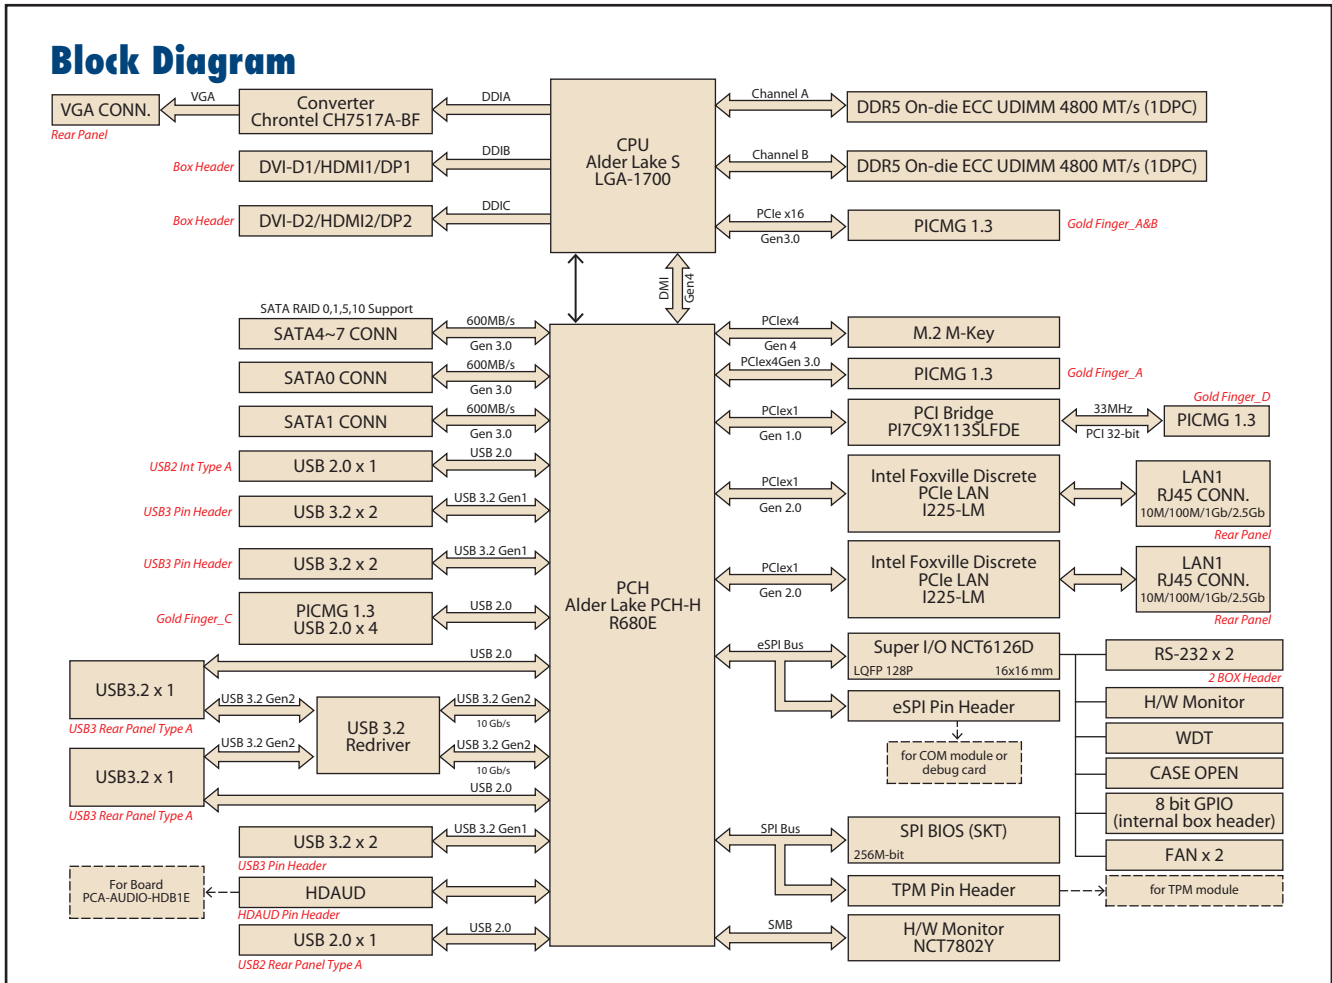 Block Diagram
VGA CONN.
Rear Panel
VGA
Converter
Chrontel CH7517A-BF
DDIA
Box Header
DVI-D1/HDMI1/DP1
DDIB
Box Header
DVI-D2/HDMI2/DP2
DDIC
CPU
Alder Lake S
LGA-1700
Channel A
DDR5 On-die ECC UDIMM 4800 MT/s (1DPC)
Channel B
DDR5 On-die ECC UDIMM 4800 MT/s (1DPC)
PCIe x16
Gen3.0
PICMG 1.3
Gold Finger_A&B
DMI
Gen4
SATA RAID 0,1,5,10 Support
SATA4~7 CONN
600MB/s
Gen 3.0
SATA0 CONN
600MB/s
Gen 3.0
SATA1 CONN
600MB/s
Gen 3.0
USB2 Int Type A
USB 2.0 x 1
USB 2.0
USB3 Pin Header
USB 3.2 x 2
USB 3.2 Gen1
USB3 Pin Header
USB 3.2 x 2
USB 3.2 Gen1
Gold Finger_C
PICMG 1.3
USB 2.0 x 4
USB 2.0
USB3.2 x 1
USB3 Rear Panel Type A
USB 2.0
USB 3.2 Gen2
USB 3.2
Redriver
USB 3.2 Gen2
10 Gb/s
USB 3.2 Gen2
USB 3.2 Gen2
10 Gb/s
USB3.2 x 1
USB3 Rear Panel Type A
USB 2.0
USB 3.2 x 2
USB3 Pin Header
USB 3.2 Gen1
For Board
PCA-AUDIO-HDB1E
HDAUD
HDAUD Pin Header
USB 2.0 x 1
USB2 Rear Panel Type A
USB 2.0
PCH
Alder Lake PCH-H
R680E
PCIex4
Gen 4
M.2 M-Key
PCIex4Gen 3.0
PICMG 1.3
Gold Finger_A
PCIex1
Gen 1.0
PCI Bridge
PI7C9X113SLFDE
33MHz
PCI 32-bit
Gold Finger_D
PICMG 1.3
PCIex1
Gen 2.0
Intel Foxville Discrete
PCIe LAN
I225-LM
LAN1
RJ45 CONN.
10M/100M/1Gb/2.5Gb
Rear Panel
PCIex1
Gen 2.0
Intel Foxville Discrete
PCIe LAN
I225-LM
LAN1
RJ45 CONN.
10M/100M/1Gb/2.5Gb
Rear Panel
eSPI Bus
Super I/O NCT6126D
LQFP 128P 16x16 mm
eSPI Pin Header
for COM module or
debug card
RS-232 x 2
2 BOX Header
H/W Monitor
WDT
CASE OPEN
8 bit GPIO
(internal box header)
FAN x 2
SPI Bus
SPI BIOS (SKT)
256M-bit
TPM Pin Header
for TPM module
SMB
H/W Monitor
NCT7802Y